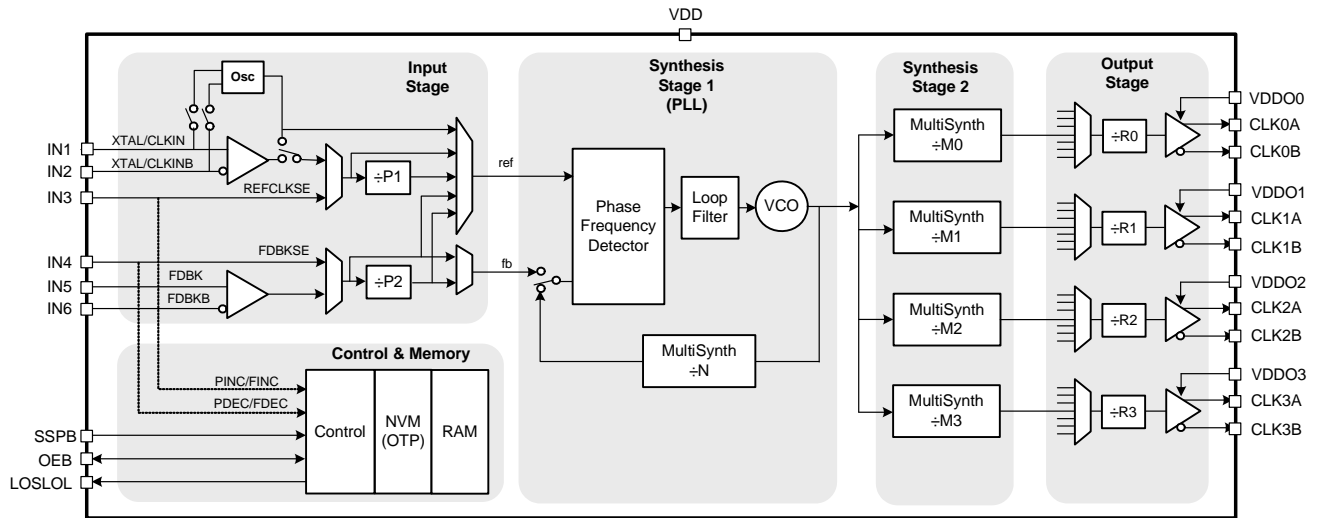 VDD
Input
Stage
Osc
IN1
XTAL/CLKIN
IN2
XTAL/CLKINB
IN3
REFCLKSE
÷P1
IN4
FDBKSE
IN5
FDBK
IN6
FDBKB
÷P2
ref
fb
Synthesis
Stage 1
(PLL)
Phase
Frequency
Detector
Loop
Filter
VCO
MultiSynth
÷N
Synthesis
Stage 2
MultiSynth
÷M0
MultiSynth
÷M1
MultiSynth
÷M2
MultiSynth
÷M3
Output
Stage
÷R0
÷R1
÷R2
÷R3
VDDO0
CLK0A
CLK0B
VDDO1
CLK1A
CLK1B
VDDO2
CLK2A
CLK2B
VDDO3
CLK3A
CLK3B
Control & Memory
PINC/FINC
PDEC/FDEC
Control
NVM
(OTP)
RAM
SSPB
OEB
LOSLOL